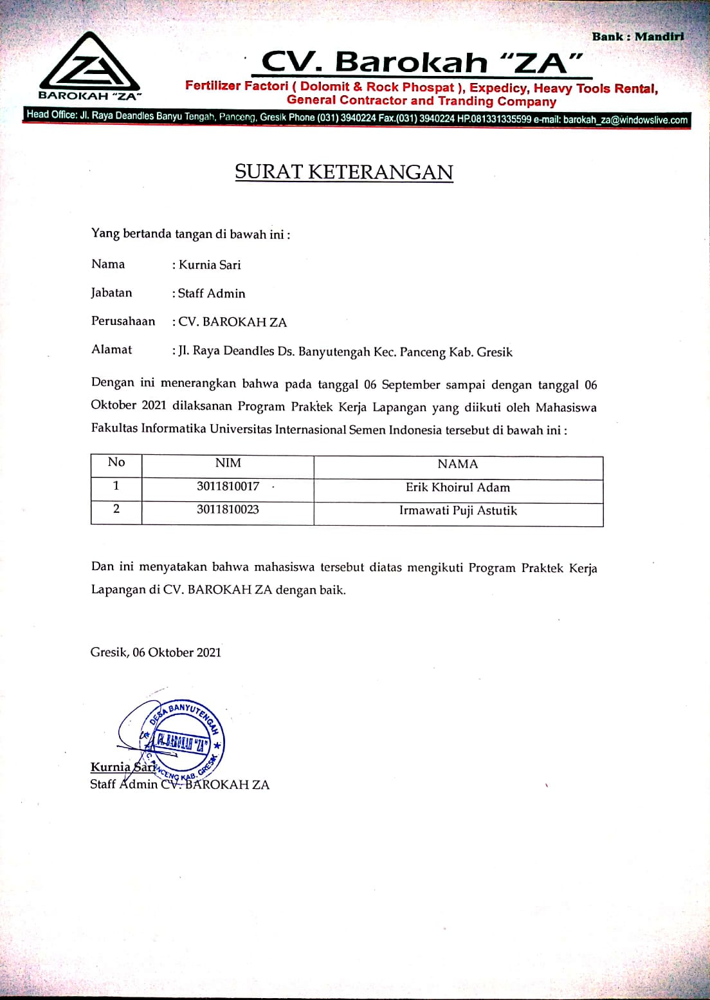 Bank : Mandiri
ZA
BAROKAH "ZA"
CV. Barokah "ZA"
Fertilizer Factori ( Dolomit & Rock Phospat ), Expedicy, Heavy Tools Rental,
General Contractor and Tranding Company
Head Office: Jl. Raya Deandles Banyu Tengah, Panceng, Gresik Phone (031) 3940224 Fax.(031) 3940224 HP.081331335599 e-mail: barokah_za@windowslive.com
SURAT KETERANGAN
Yang bertanda tangan di bawah ini :
Nama : Kurnia Sari
Jabatan : Staff Admin
Perusahaan : CV. BAROKAH ZA
Alamat : Jl. Raya Deandles Ds. Banyutengah Kec. Panceng Kab. Gresik
Dengan ini menerangkan bahwa pada tanggal 06 September sampai dengan tanggal 06
Oktober 2021 dilaksanan Program Praktek Kerja Lapangan yang diikuti oleh Mahasiswa
Fakultas Informatika Universitas Internasional Semen Indonesia tersebut di bawah ini :
No NIM NAMA
1 3011810017 Erik Khoirul Adam
2 3011810023 Irmawati Puji Astutik
Dan ini menyatakan bahwa mahasiswa tersebut diatas mengikuti Program Praktek Kerja
Lapangan di CV. BAROKAH ZA dengan baik.
Gresik, 06 Oktober 2021
DESA BANYUTENGAH
CV. BAROKAH "ZA"
PANCENG KAB. GRESIK
Kurnia Sari
Staff Admin CV. BAROKAH ZA